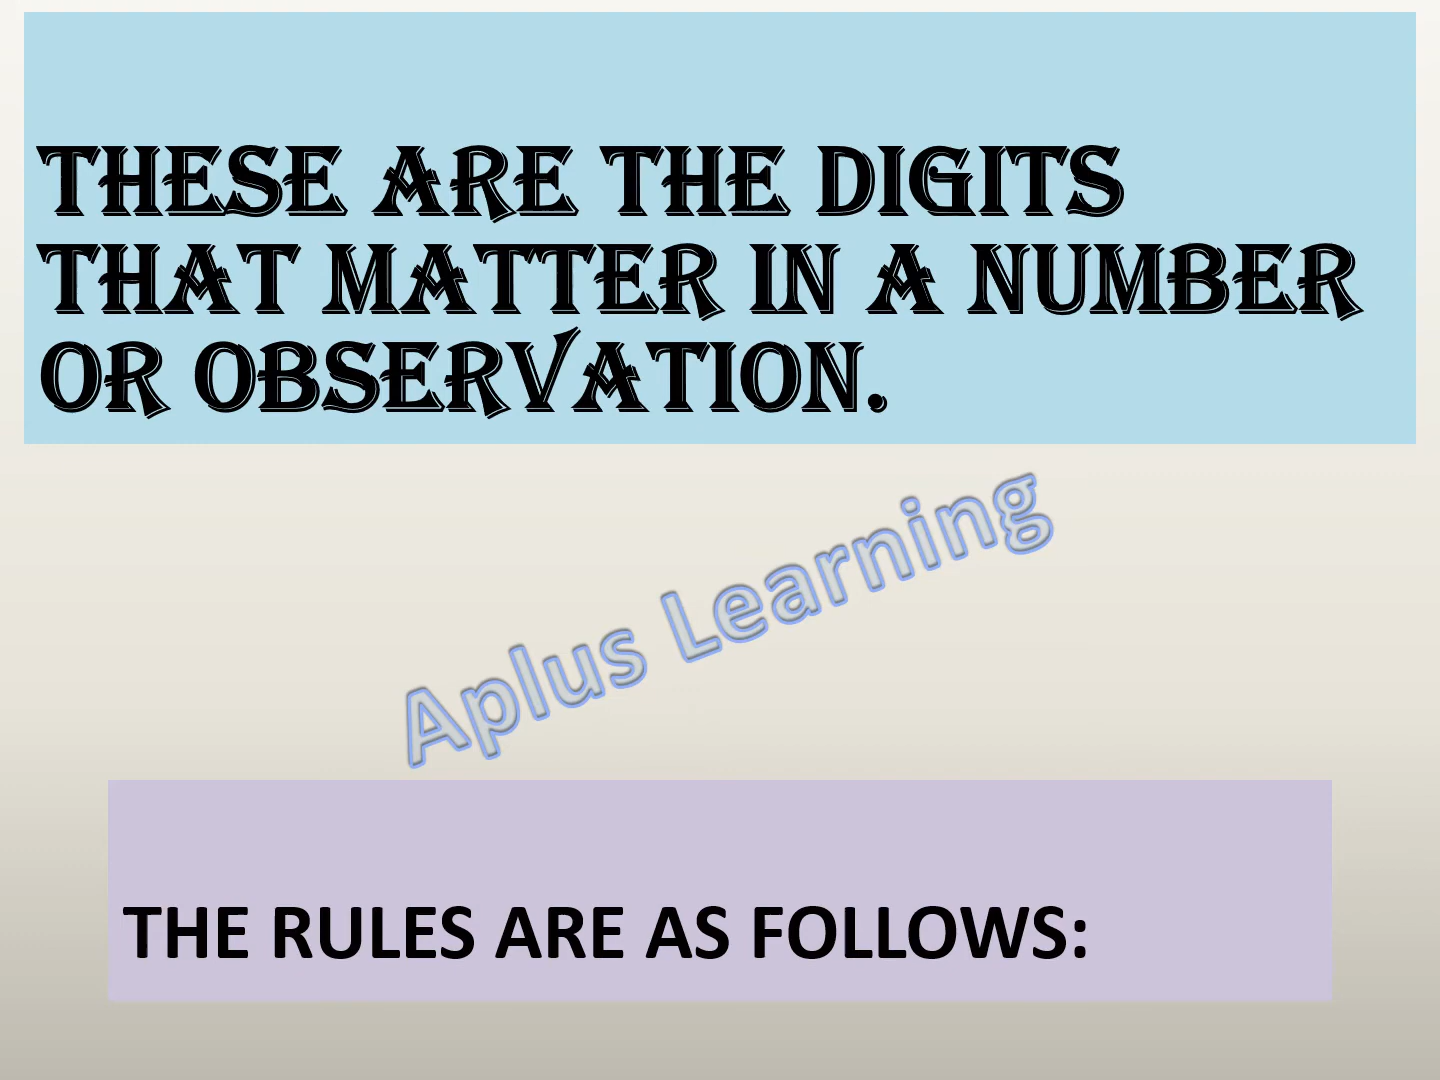 THESE ARE THE DIGITS
THAT MATTER IN A NUMBER
OR OBSERVATION.
Aplus Learning
THE RULES ARE AS FOLLOWS: